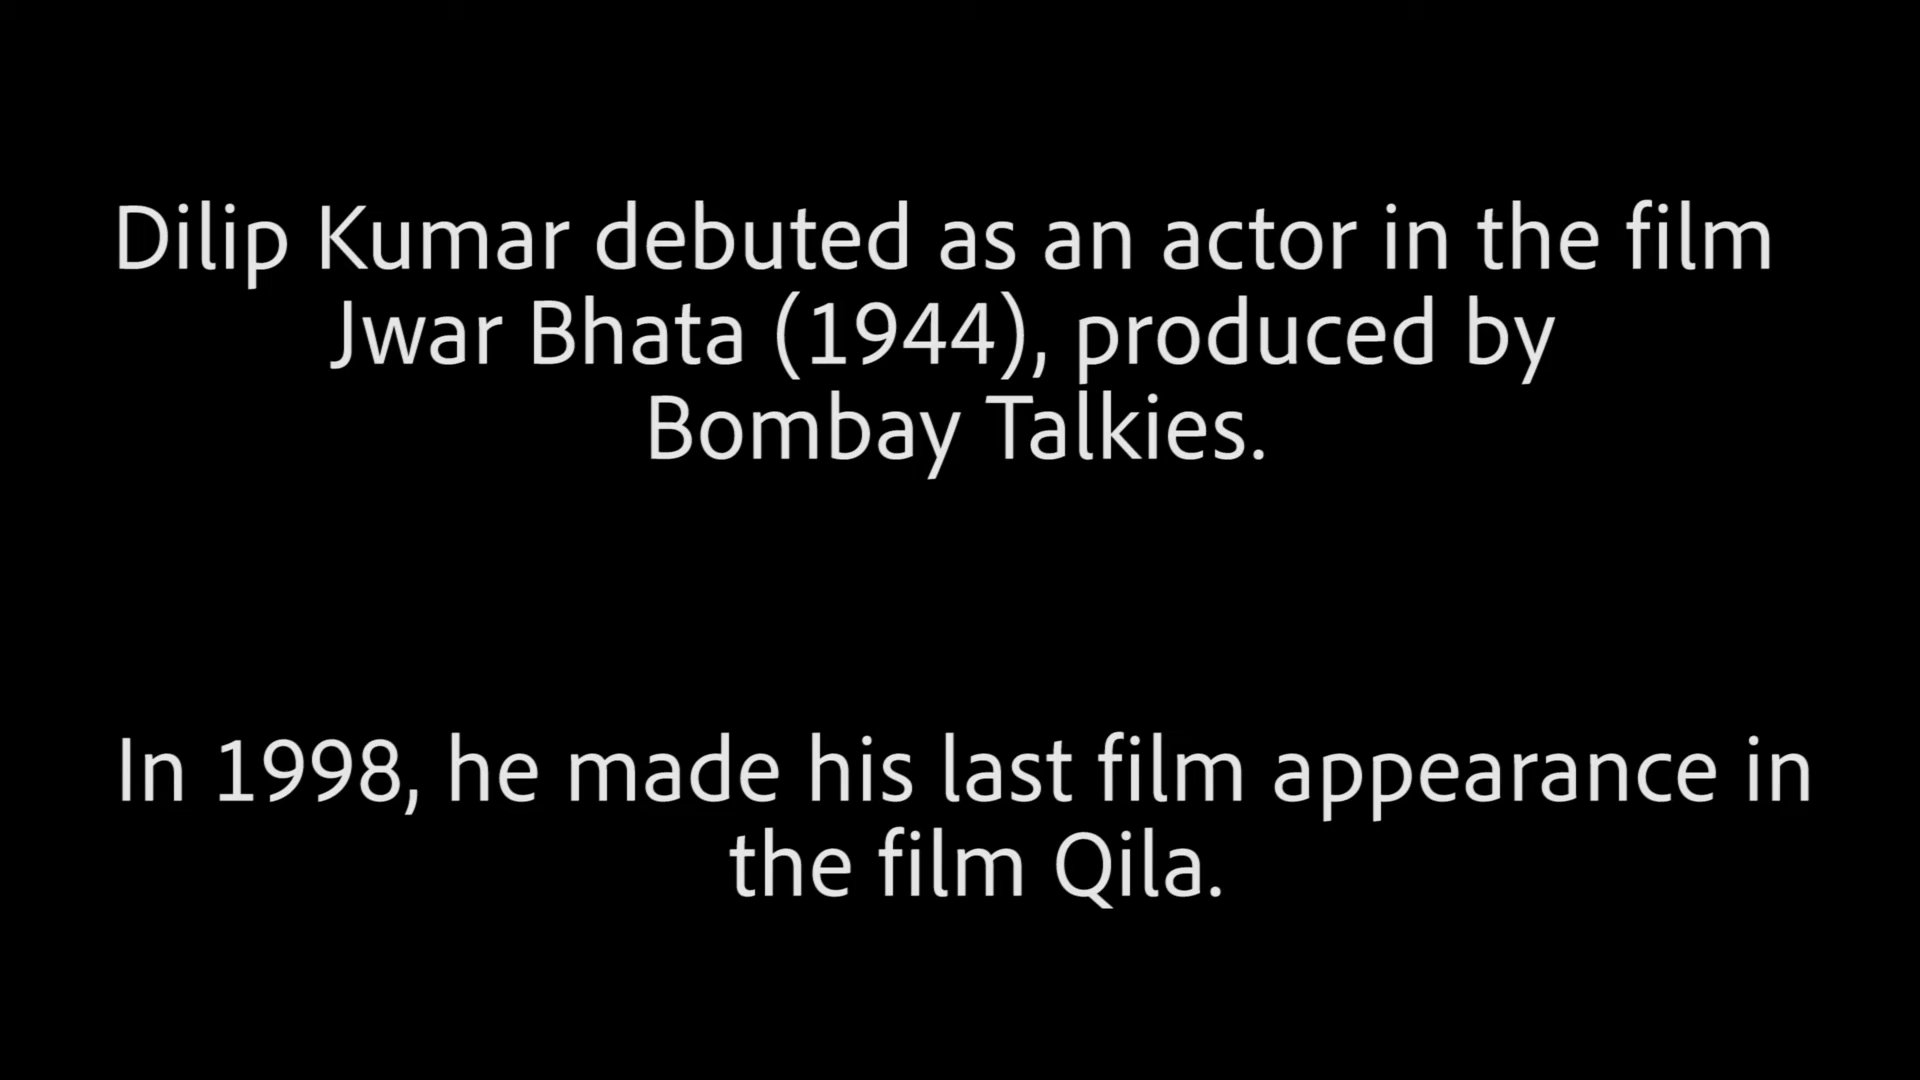 Dilip Kumar debuted as an actor in the film
Jwar Bhata (1944), produced by
Bombay Talkies.
In 1998, he made his last film appearance in
the film Qila.